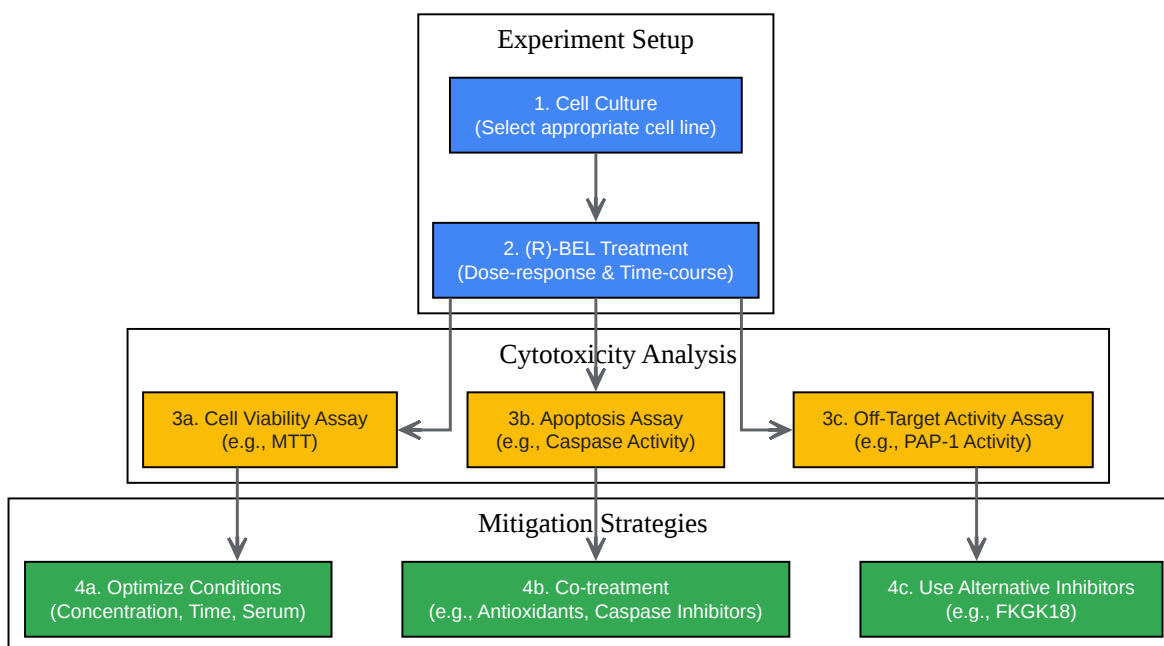 Experiment Setup
1. Cell Culture
(Select appropriate cell line)
2. (R)-BEL Treatment
(Dose-response & Time-course)
Cytotoxicity Analysis
3a. Cell Viability Assay
(e.g., MTT)
3b. Apoptosis Assay
(e.g., Caspase Activity)
3c. Off-Target Activity Assay
(e.g., PAP-1 Activity)
Mitigation Strategies
4a. Optimize Conditions
(Concentration, Time, Serum)
4b. Co-treatment
(e.g., Antioxidants, Caspase Inhibitors)
4c. Use Alternative Inhibitors
(e.g., FKGK18)